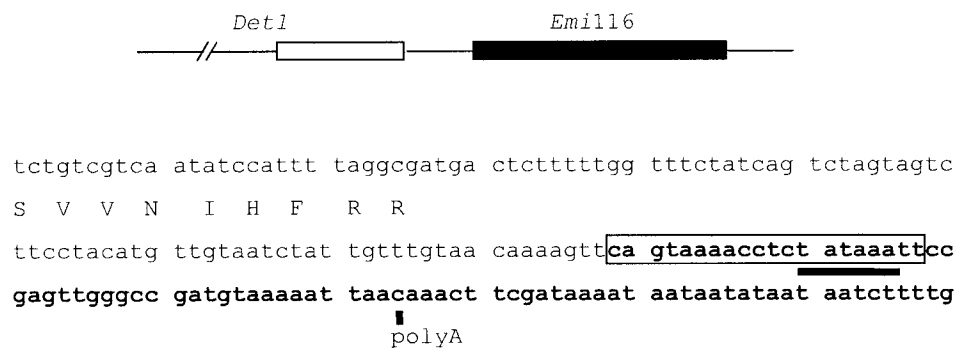 Det1 Emi116
tctgtcgtca atatccattt taggcgatga ctctttttgg tttctatcag tctagtagtc
S V V N I H F R R
ttcctacatg ttgtaatctat tgtttgtaac caaaagttca gtaaaacctct ataaattcc
gagttgggcc gatgtaaaaat taacaaact tcgataaaat aataatataat aatcttttg
polyA